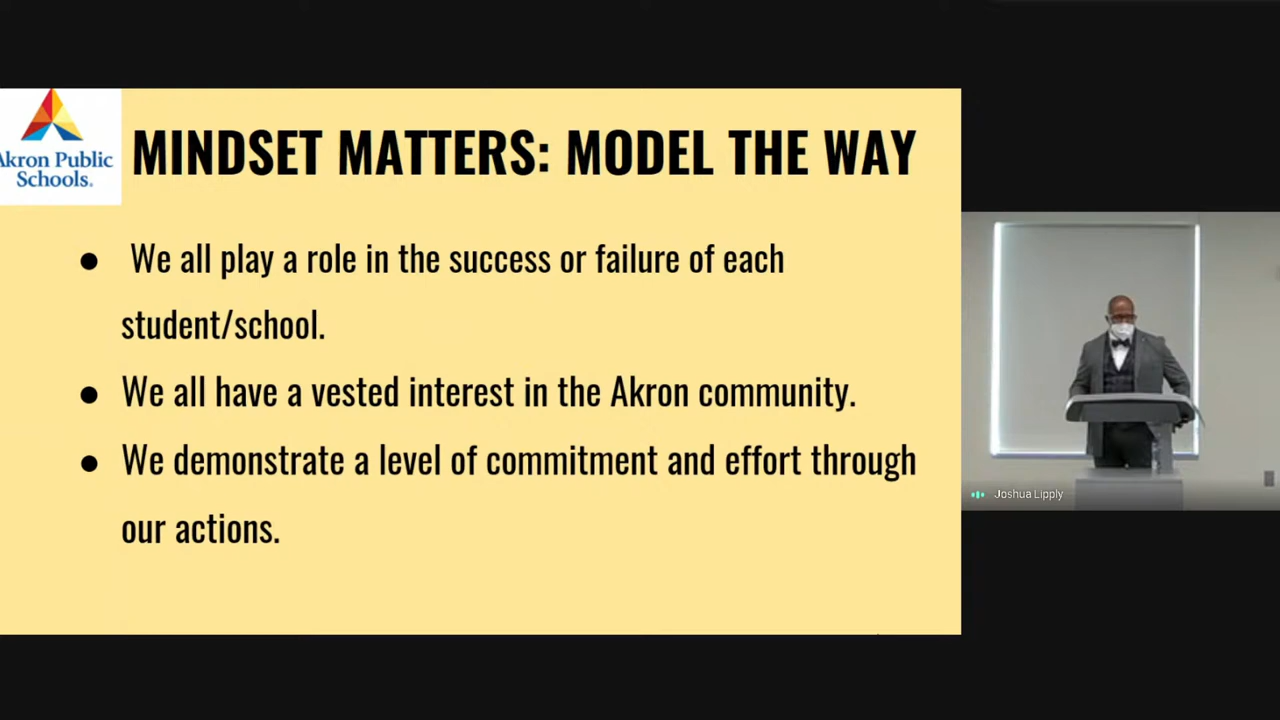 Akron Public
Schools.
MINDSET MATTERS: MODEL THE WAY
● We all play a role in the success or failure of each
student/school.
● We all have a vested interest in the Akron community.
● We demonstrate a level of commitment and effort through
our actions.
Joshua Lipply